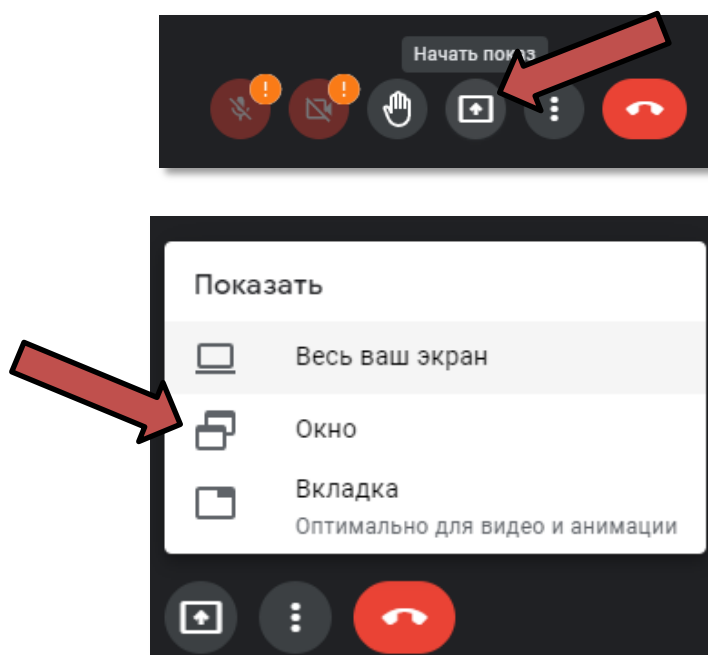 Начать показ
Показать
Весь ваш экран
Окно
Вкладка
Оптимально для видео и анимации